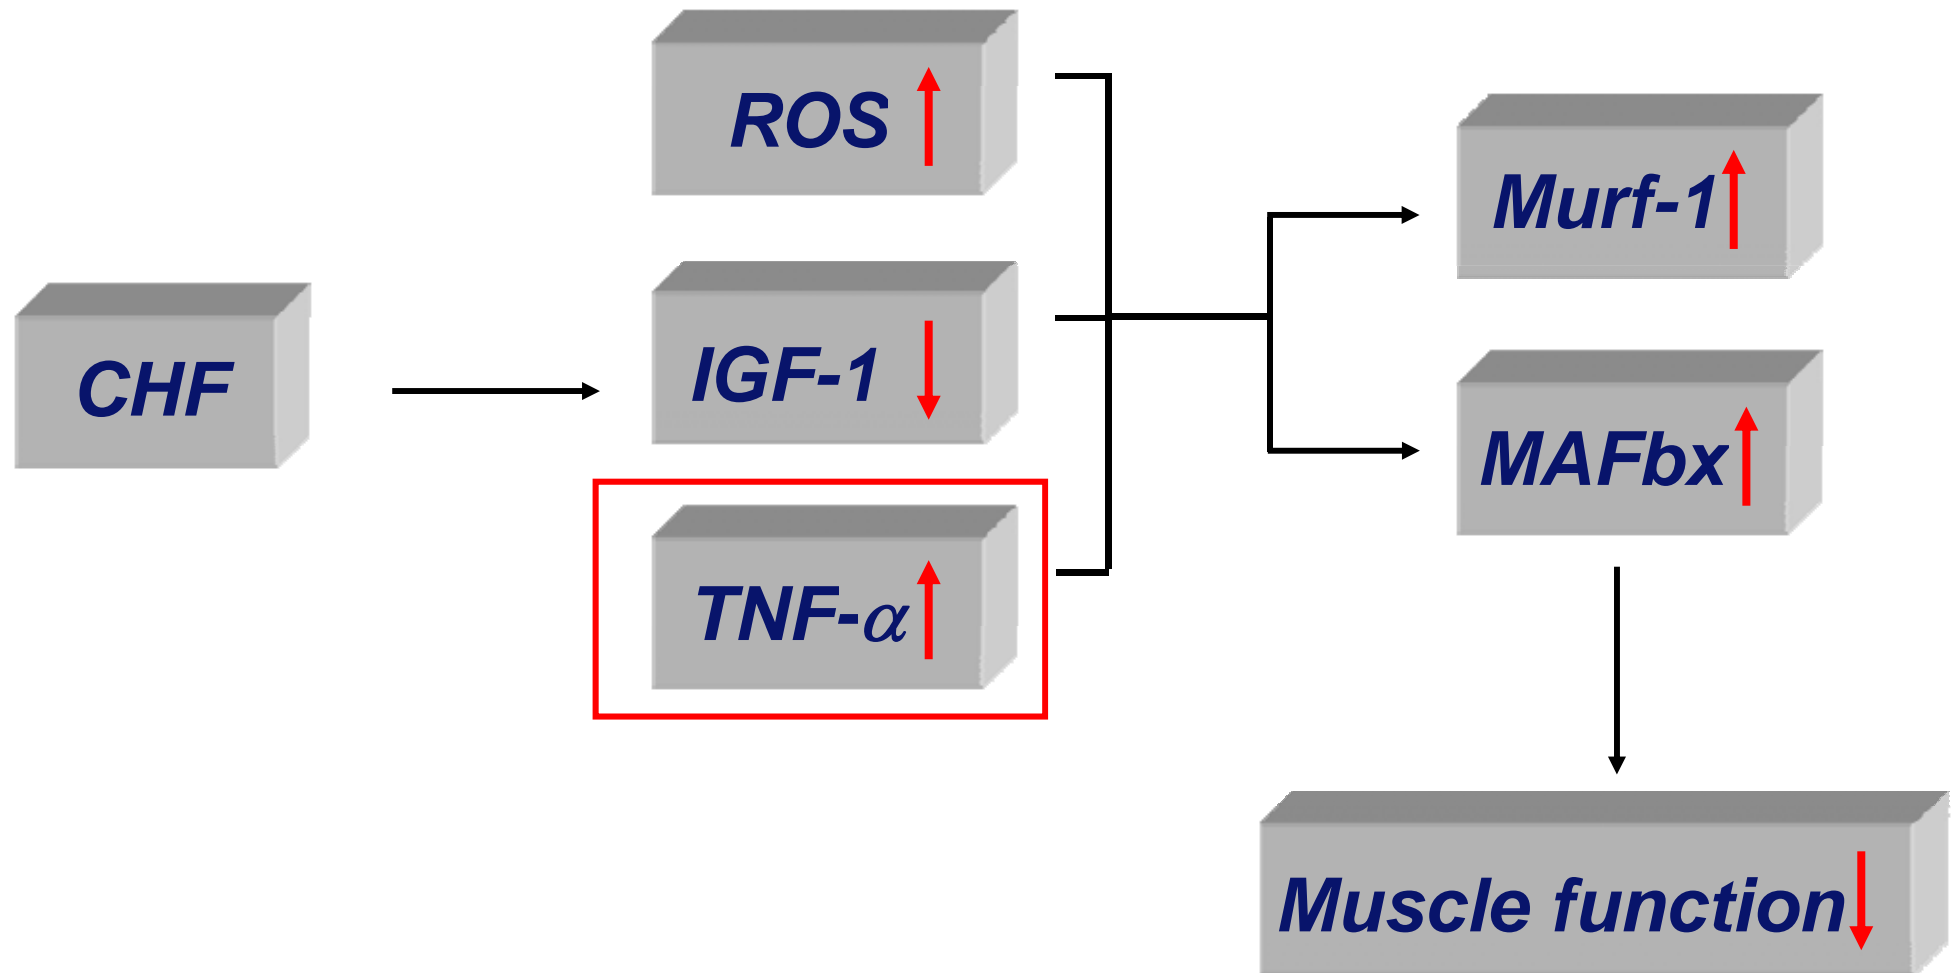 ROS
Murf-1
IGF-1
CHF
MAFbx
TNF-α
Muscle function